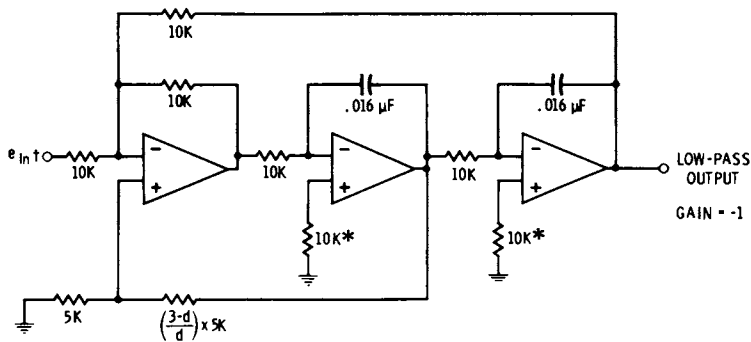 10K
10K
.016 µF
.016 µF
e in † 10K
−
+
10K
−
+
10K
−
+
LOW-PASS
OUTPUT
GAIN = -1
10K*
10K*
5K
(3-d/d) x 5K